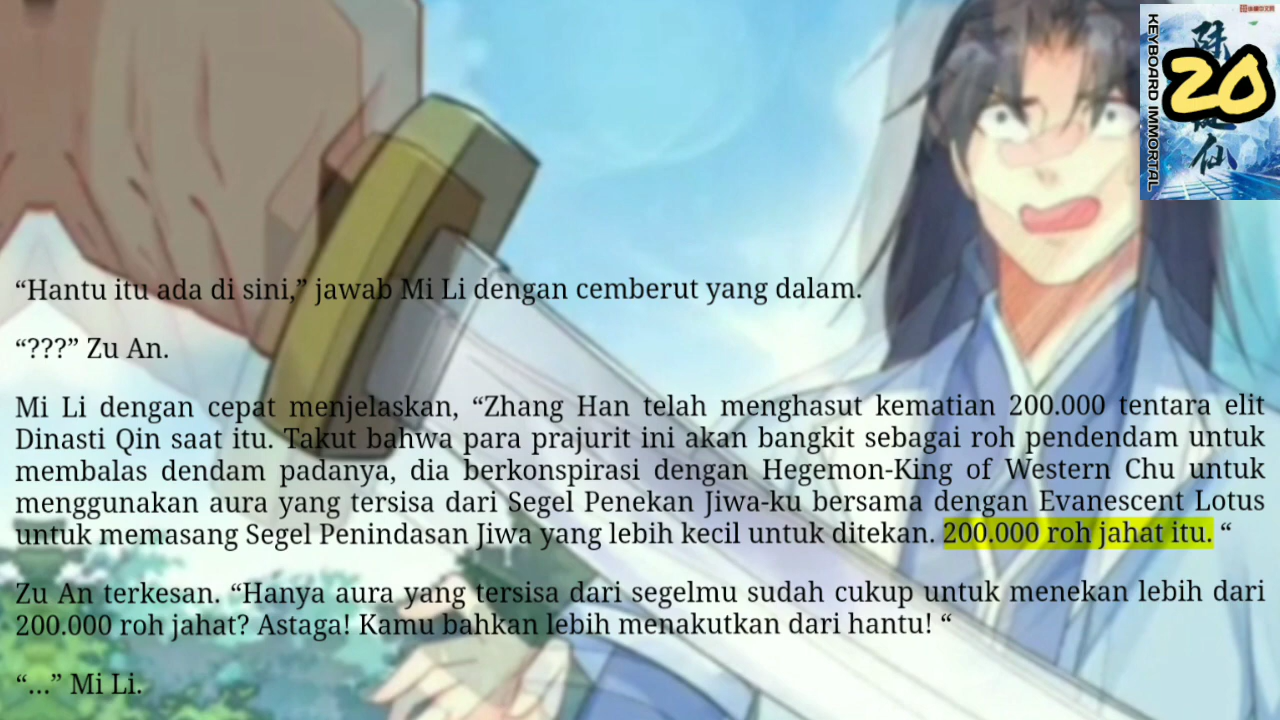 KEYBOARD IMMORTAL
20
仙
“Hantu itu ada di sini,” jawab Mi Li dengan cemberut yang dalam.
“???” Zu An.
Mi Li dengan cepat menjelaskan, “Zhang Han telah menghasut kematian 200.000 tentara elit
Dinasti Qin saat itu. Takut bahwa para prajurit ini akan bangkit sebagai roh pendendam untuk
membalas dendam padanya, dia berkonspirasi dengan Hegemon-King of Western Chu untuk
menggunakan aura yang tersisa dari Segel Penekan Jiwa-ku bersama dengan Evanescent Lotus
untuk memasang Segel Penindasan Jiwa yang lebih kecil untuk ditekan. 200.000 roh jahat itu. “
Zu An terkesan. “Hanya aura yang tersisa dari segelmu sudah cukup untuk menekan lebih dari
200.000 roh jahat? Astaga! Kamu bahkan lebih menakutkan dari hantu! “
“…” Mi Li.